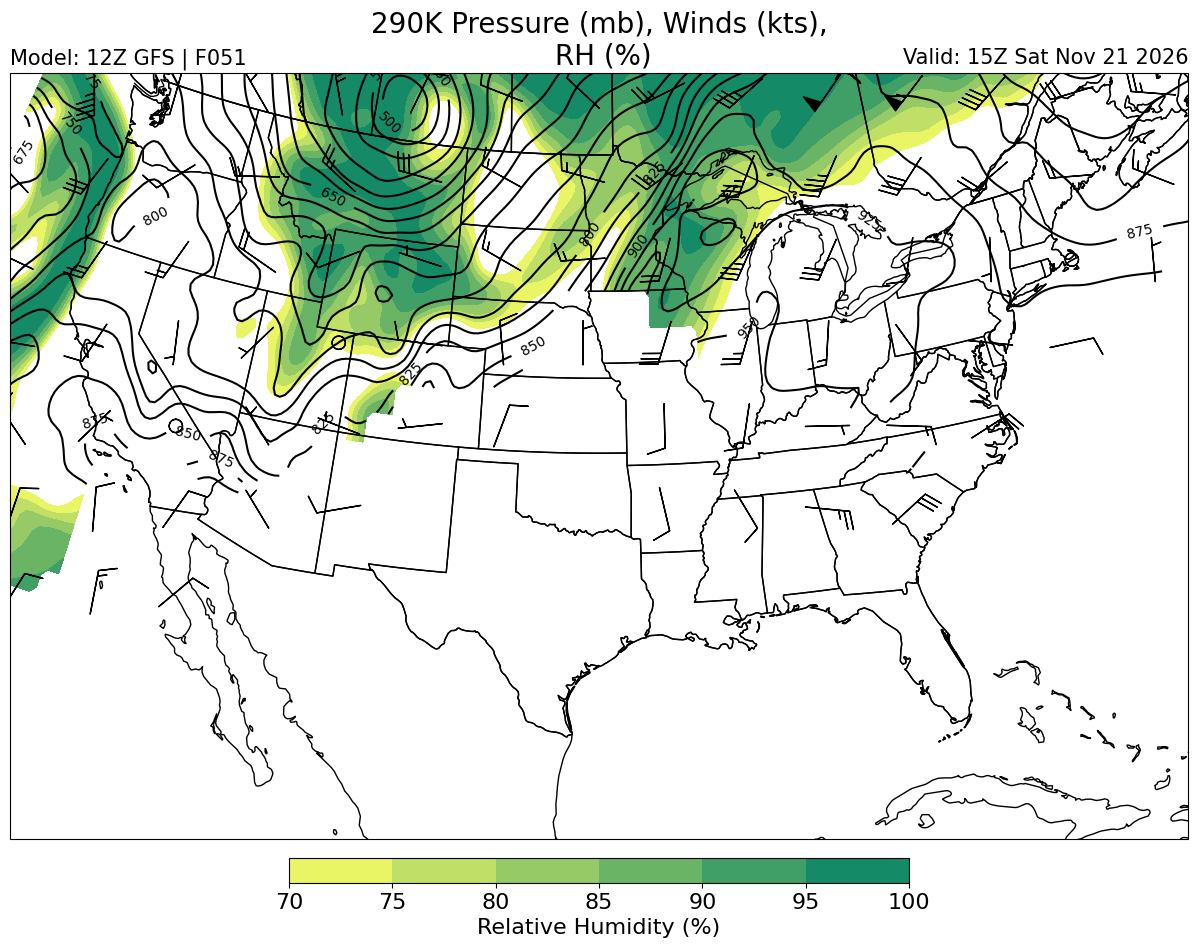 290K Pressure (mb), Winds (kts),
RH (%)
Model: 12Z GFS | F051
Valid: 15Z Sat Nov 21 2026
750
675
500
650
800
825
800
900
875
925
950
850
825
825
875
850
875
70 75 80 85 90 95 100
Relative Humidity (%)